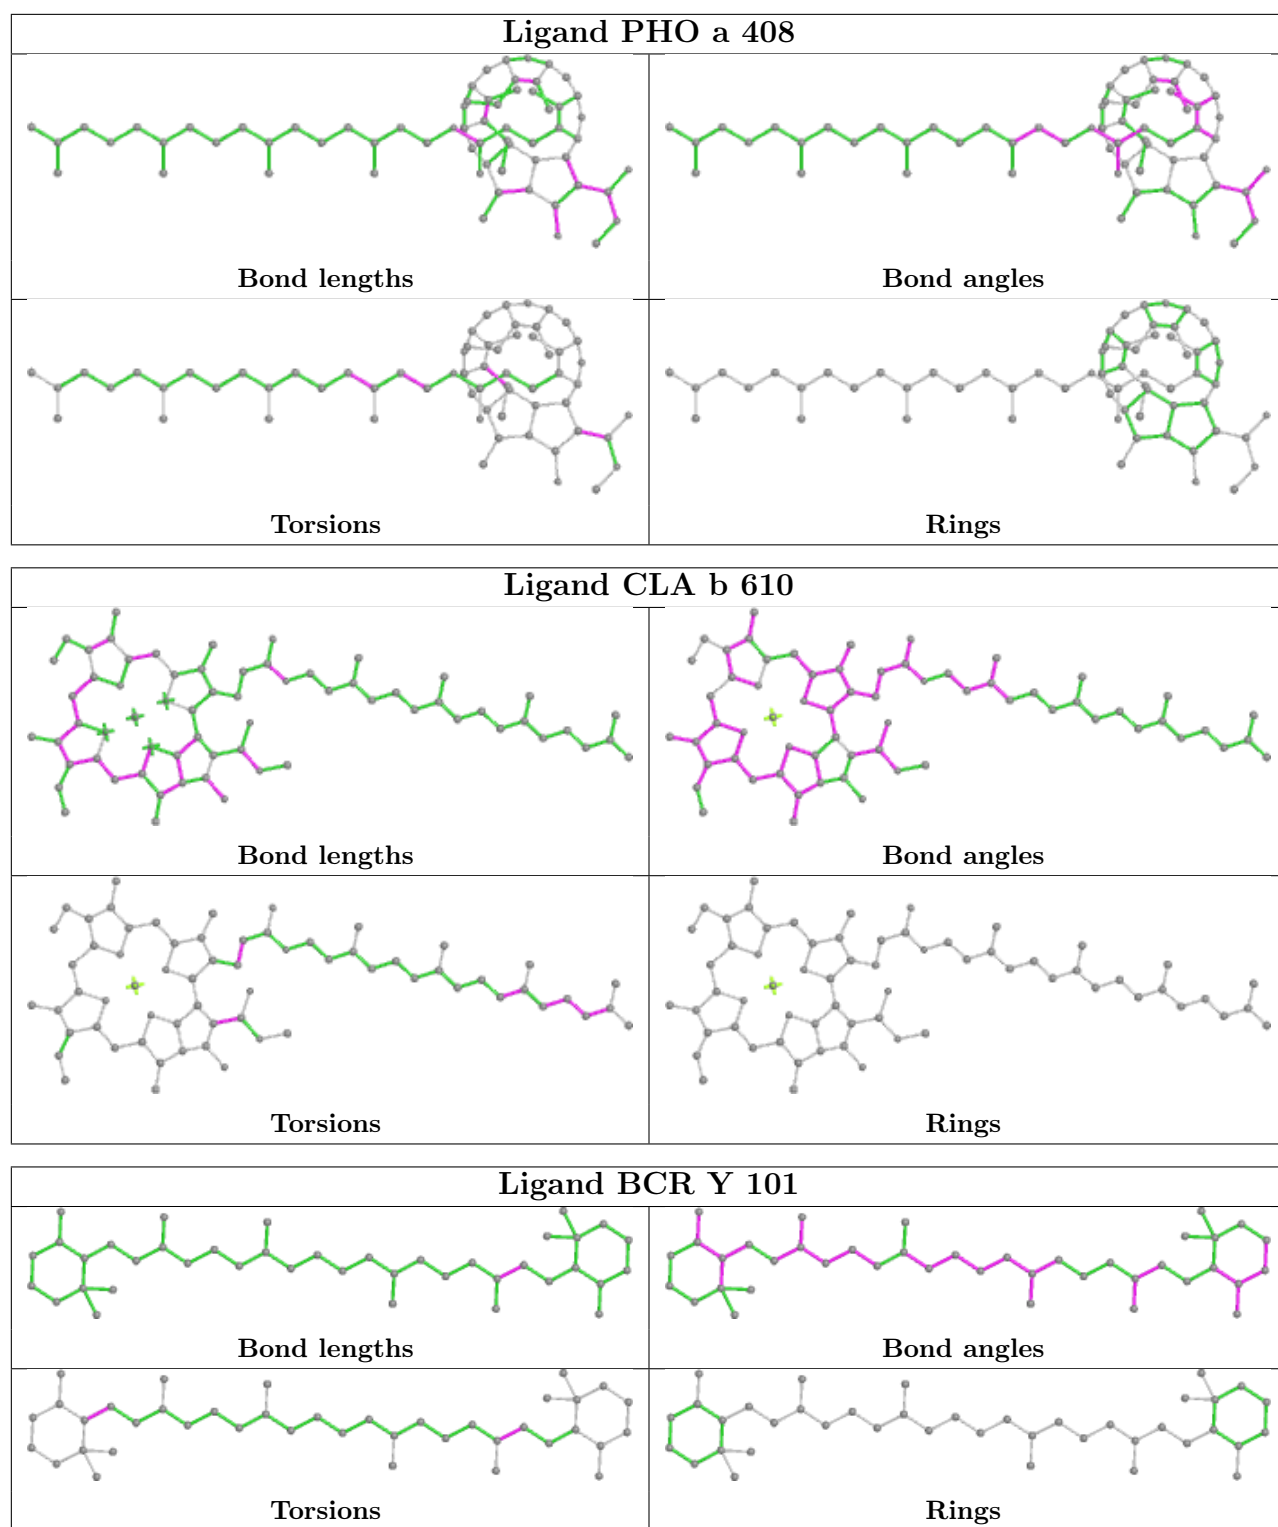 Ligand PHO a 408
Bond lengths
Bond angles
Torsions
Rings
Ligand CLA b 610
Bond lengths
Bond angles
Torsions
Rings
Ligand BCR Y 101
Bond lengths
Bond angles
Torsions
Rings